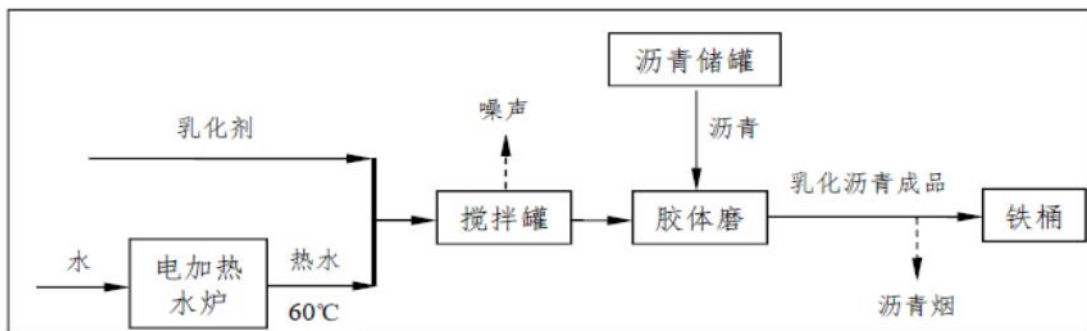 沥青储罐
噪声
沥青
乳化剂
乳化沥青成品
搅拌罐
胶体磨
铁桶
水
电加热
水炉
热水
60℃
沥青烟